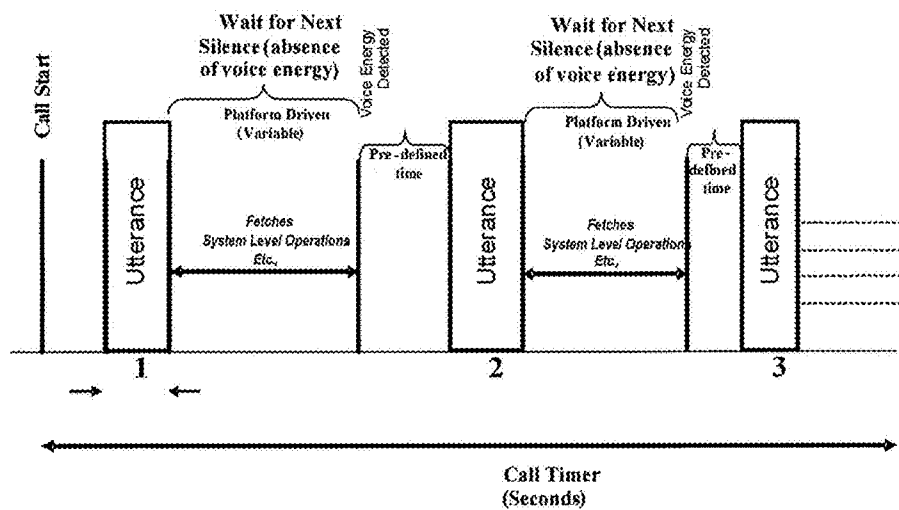 Wait for Next
Silence (absence
of voice energy)
Voice Energy
Detected
Wait for Next
Silence (absence
of voice energy)
Voice Energy
Detected
Call Start
Platform Driven
(Variable)
Pre-defined
time
Platform Driven
(Variable)
Pre-
defined
time
Utterance
Fetches
System Level Operations
Etc.,
Utterance
Fetches
System Level Operations
Etc.,
Utterance
1
2
3
Call Timer
(Seconds)